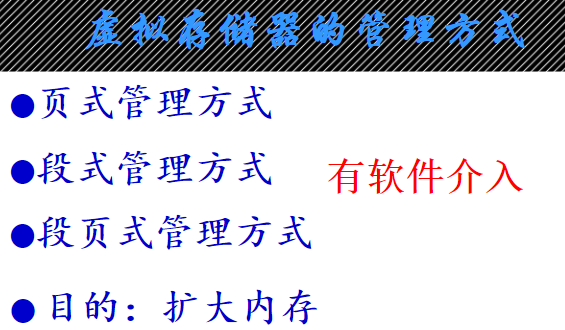 虚拟存储器的管理方式
●页式管理方式
●段式管理方式
有软件介入
●段页式管理方式
●目的：扩大内存